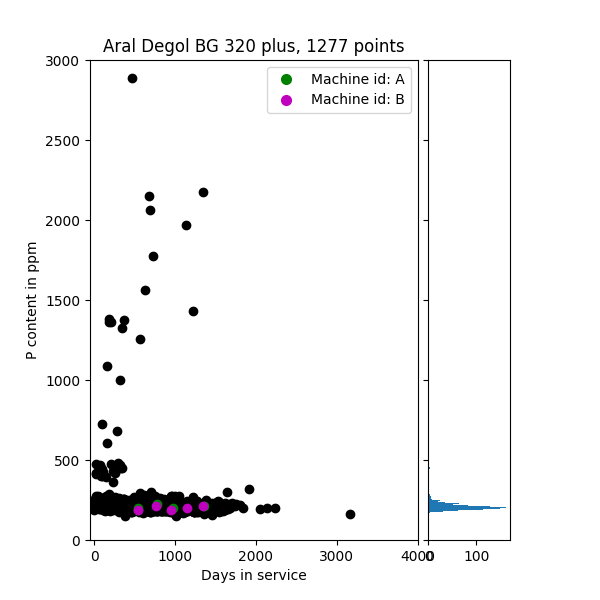 Aral Degol BG 320 plus, 1277 points
Machine id: A
Machine id: B
P content in ppm
3000
2500
2000
1500
1000
500
0
0 1000 2000 3000 4000
0 100
Days in service